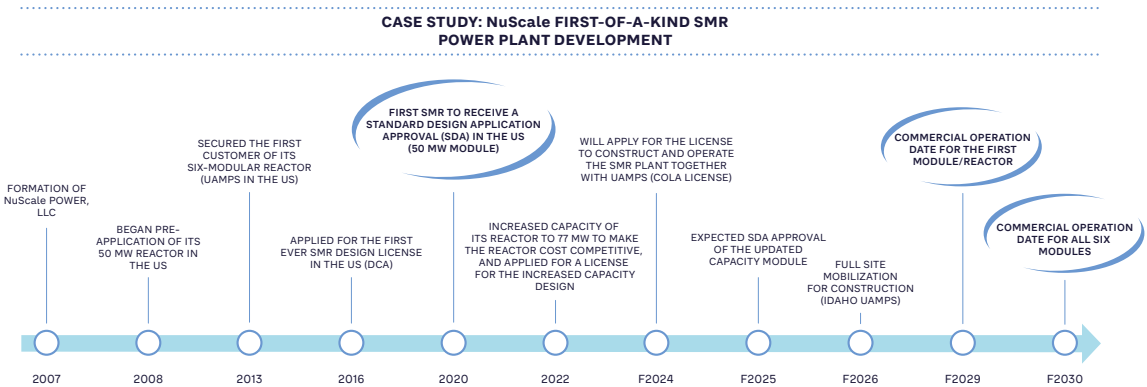 CASE STUDY: NuScale FIRST-OF-A-KIND SMR
POWER PLANT DEVELOPMENT
FORMATION OF
NuScale POWER,
LLC
BEGAN PRE-
APPLICATION OF ITS
50 MW REACTOR IN
THE US
SECURED THE FIRST
CUSTOMER OF ITS
SIX-MODULAR REACTOR
(UAMPS IN THE US)
APPLIED FOR THE FIRST
EVER SMR DESIGN LICENSE
IN THE US (DCA)
FIRST SMR TO RECEIVE A
STANDARD DESIGN APPLICATION
APPROVAL (SDA) IN THE US
(50 MW MODULE)
INCREASED CAPACITY OF
ITS REACTOR TO 77 MW TO MAKE
THE REACTOR COST COMPETITIVE,
AND APPLIED FOR A LICENSE
FOR THE INCREASED CAPACITY
DESIGN
WILL APPLY FOR THE LICENSE
TO CONSTRUCT AND OPERATE
THE SMR PLANT TOGETHER
WITH UAMPS (COLA LICENSE)
EXPECTED SDA APPROVAL
OF THE UPDATED
CAPACITY MODULE
FULL SITE
MOBILIZATION
FOR CONSTRUCTION
(IDAHO UAMPS)
COMMERCIAL OPERATION
DATE FOR THE FIRST
MODULE/REACTOR
COMMERCIAL OPERATION
DATE FOR ALL SIX
MODULES
2007
2008
2013
2016
2020
2022
F2024
F2025
F2026
F2029
F2030